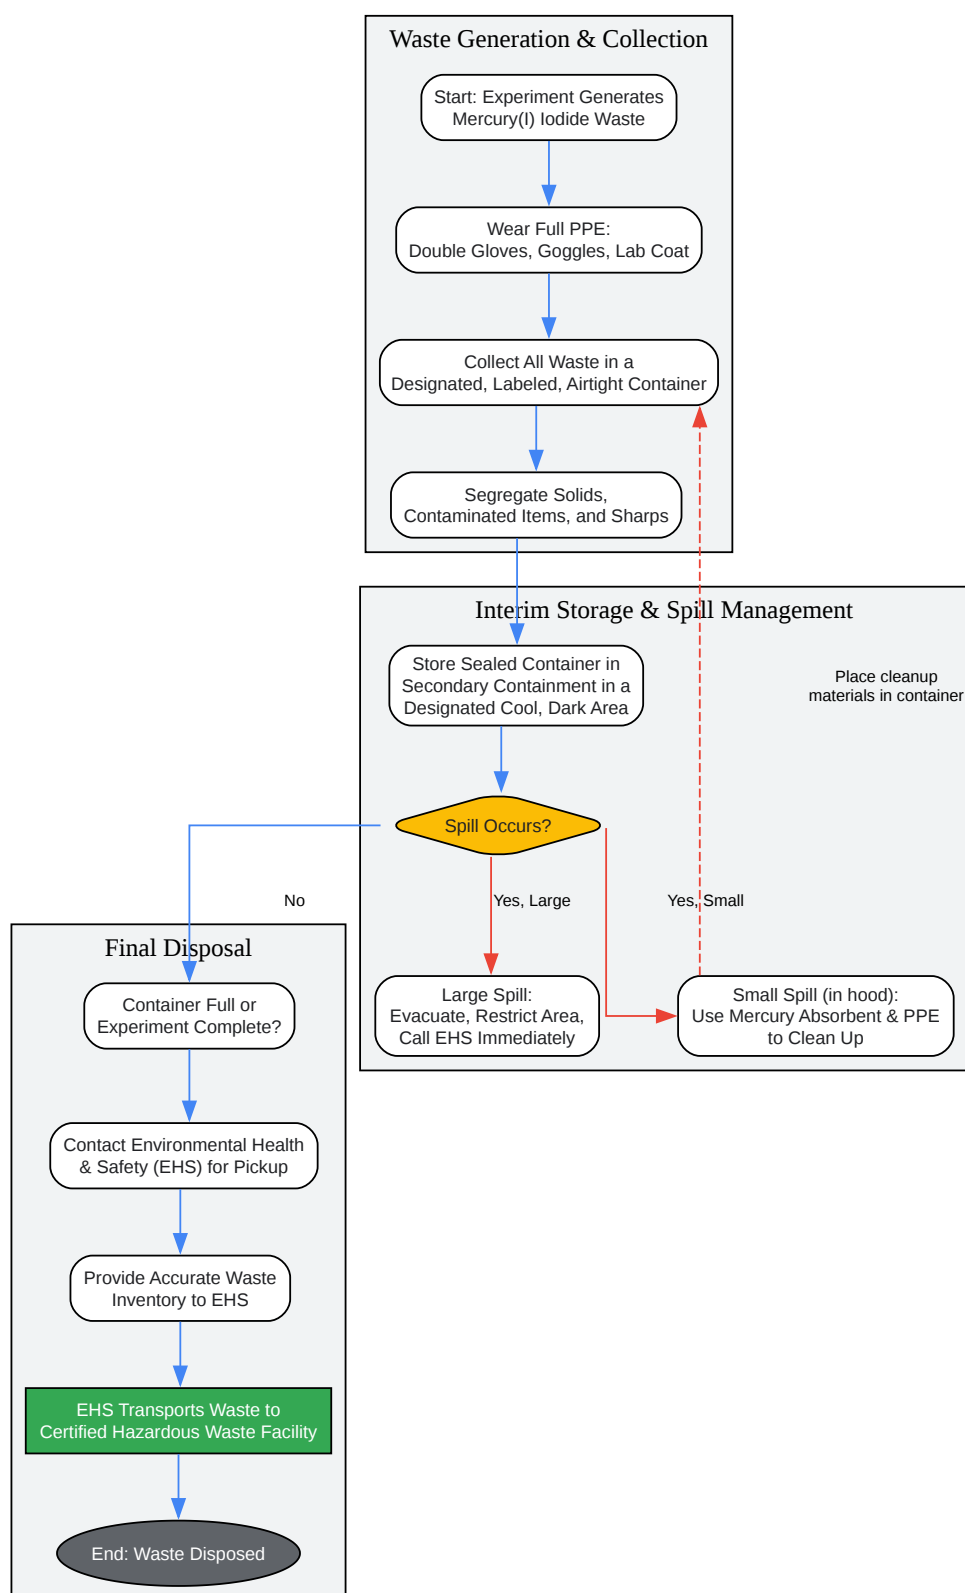 Waste Generation & Collection
Start: Experiment Generates
Mercury(I) Iodide Waste
Wear Full PPE:
Double Gloves, Goggles, Lab Coat
Collect All Waste in a
Designated, Labeled, Airtight Container
Segregate Solids,
Contaminated Items, and Sharps
Interim Storage & Spill Management
Store Sealed Container in
Secondary Containment in a
Designated Cool, Dark Area
Place cleanup
materials in container
Spill Occurs?
No
Yes, Large
Yes, Small
Large Spill:
Evacuate, Restrict Area,
Call EHS Immediately
Small Spill (in hood):
Use Mercury Absorbent & PPE
to Clean Up
Final Disposal
Container Full or
Experiment Complete?
Contact Environmental Health
& Safety (EHS) for Pickup
Provide Accurate Waste
Inventory to EHS
EHS Transports Waste to
Certified Hazardous Waste Facility
End: Waste Disposed